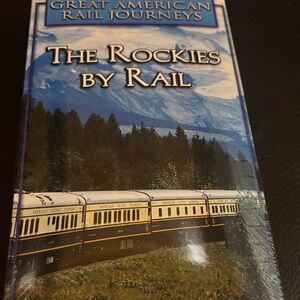 GREAT AMERICAN
RAIL JOURNEYS
THE ROCKIES
BY RAIL